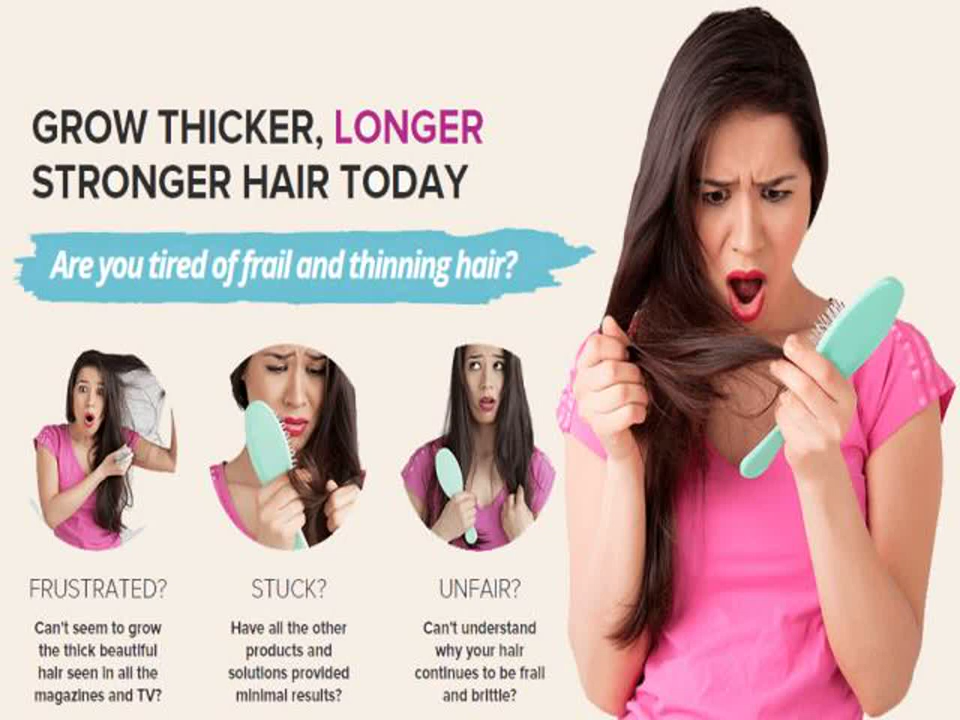 GROW THICKER, LONGER
STRONGER HAIR TODAY
Are you tired of frail and thinning hair?
FRUSTRATED?
Can't seem to grow
the thick beautiful
hair seen in all the
magazines and TV?
STUCK?
Have all the other
products and
solutions provided
minimal results?
UNFAIR?
Can't understand
why your hair
continues to be frail
and brittle?